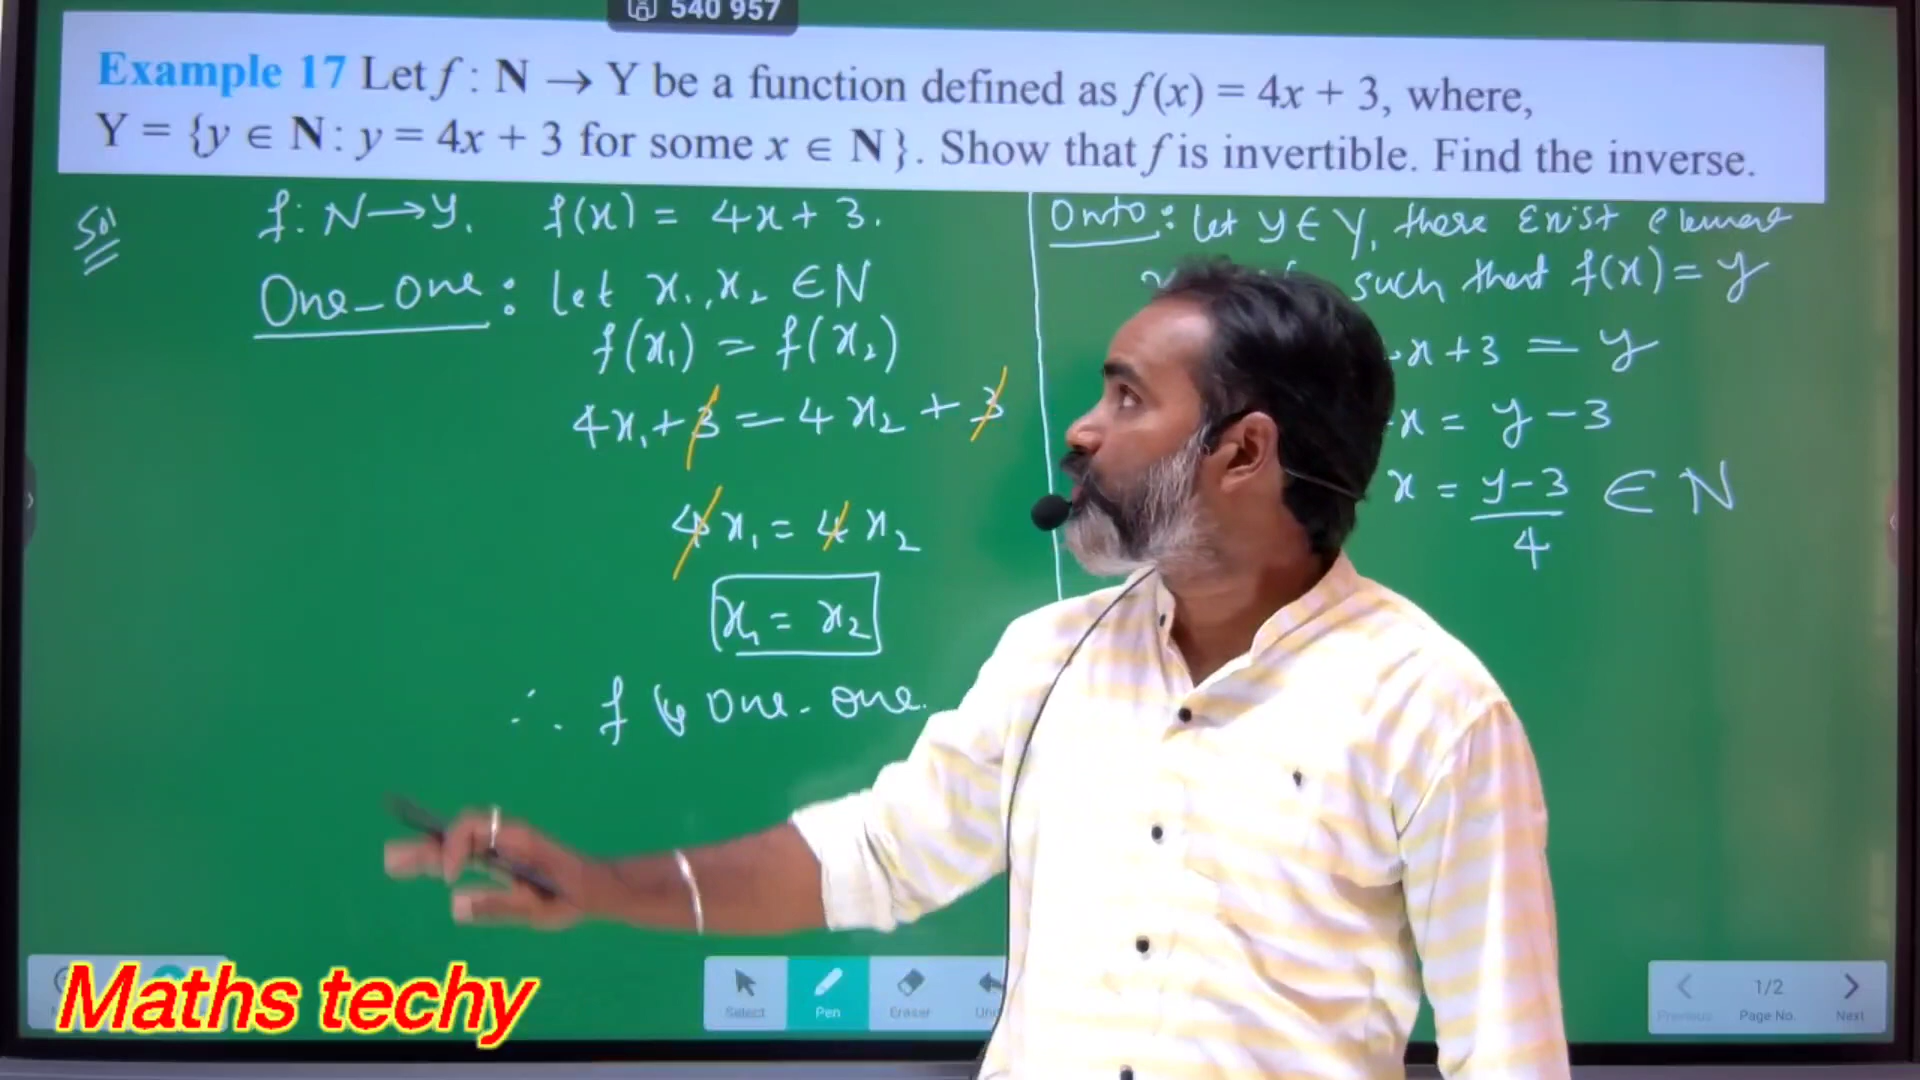 540 957
Example 17 Let f : N → Y be a function defined as f(x) = 4x + 3, where,
Y = {y ∈ N : y = 4x + 3 for some x ∈ N}. Show that f is invertible. Find the inverse.
Sol
f: N → Y. f(x) = 4x + 3.
One-one : let x₁, x₂ ∈ N
f(x₁) = f(x₂)
4x₁ + 3 = 4x₂ + 3
4x₁ = 4x₂
x₁ = x₂
∴ f is one-one.
Onto : let y ∈ Y, there Exist element
such that f(x) = y
x + 3 = y
x = y - 3
x = y-3/4 ∈ N
Maths techy
Select
Pen
Eraser
Previous
1/2
Page No.
Next